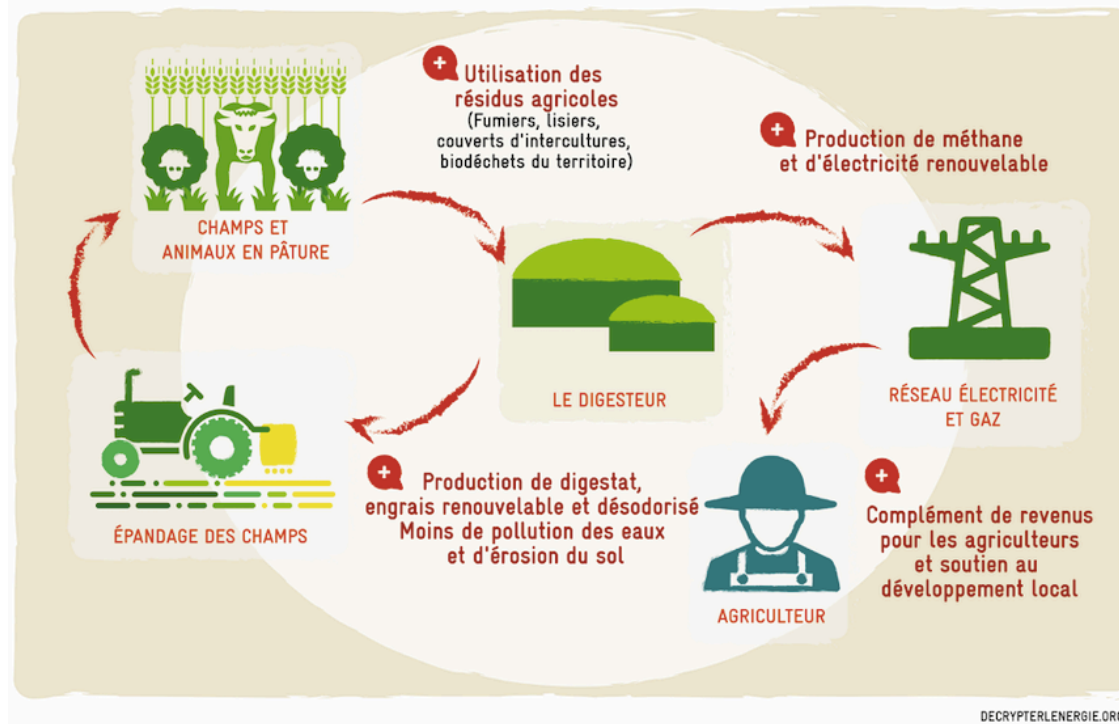 Utilisation des
résidus agricoles
(Fumiers, lisiers,
couverts d'intercultures,
biodéchets du territoire)
Production de méthane
et d'électricité renouvelable
CHAMPS ET
ANIMAUX EN PÂTURE
LE DIGESTEUR
RÉSEAU ÉLECTRICITÉ
ET GAZ
ÉPANDAGE DES CHAMPS
Production de digestat,
engrais renouvelable et désodorisé
Moins de pollution des eaux
et d'érosion du sol
AGRICULTEUR
Complément de revenus
pour les agriculteurs
et soutien au
développement local
DECRYPTERLENERGIE.ORG